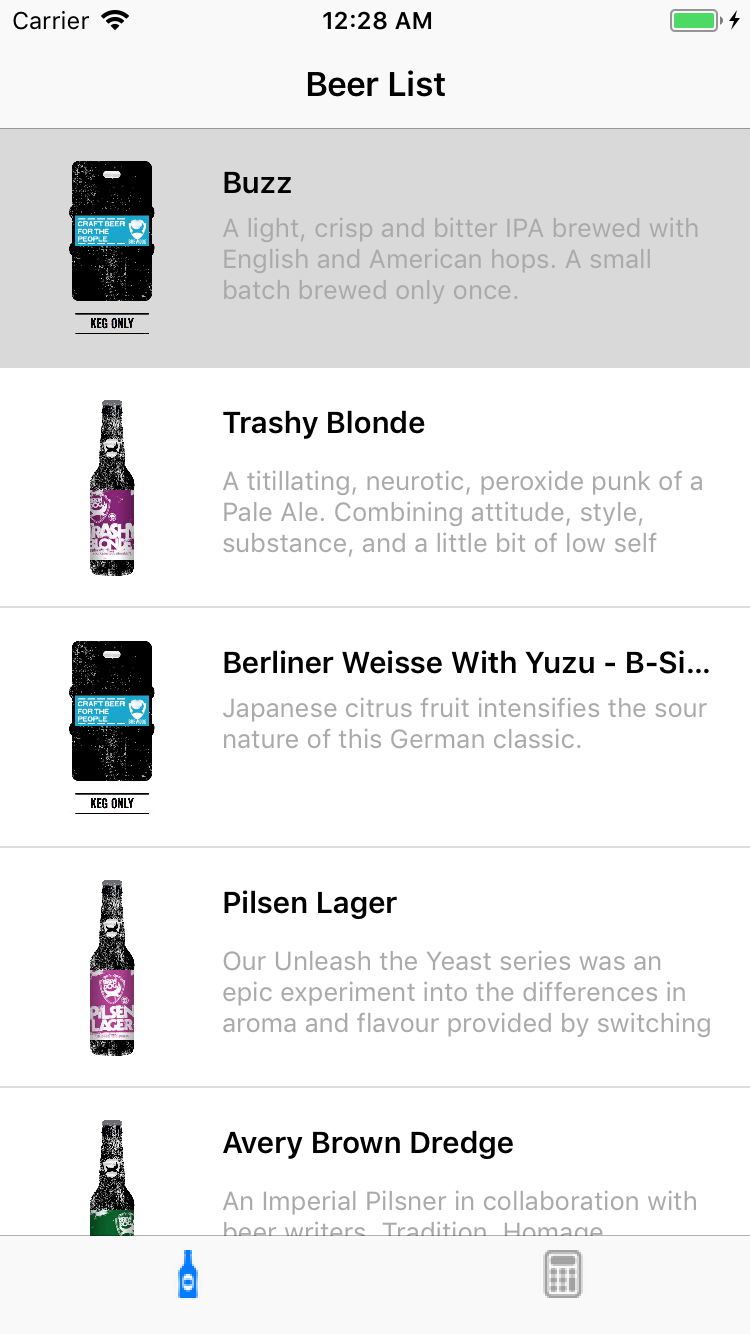 Carrier 12:28 AM
Beer List
Buzz
A light, crisp and bitter IPA brewed with
English and American hops. A small
batch brewed only once.
CRAFT BEER
FOR THE
PEOPLE
KEG ONLY
Trashy Blonde
A titillating, neurotic, peroxide punk of a
Pale Ale. Combining attitude, style,
substance, and a little bit of low self
TRASHY
BLONDE
Berliner Weisse With Yuzu - B-Si...
Japanese citrus fruit intensifies the sour
nature of this German classic.
CRAFT BEER
FOR THE
PEOPLE
KEG ONLY
Pilsen Lager
Our Unleash the Yeast series was an
epic experiment into the differences in
aroma and flavour provided by switching
PILSEN
LAGER
Avery Brown Dredge
An Imperial Pilsner in collaboration with
beer writers, Tradition, Homage